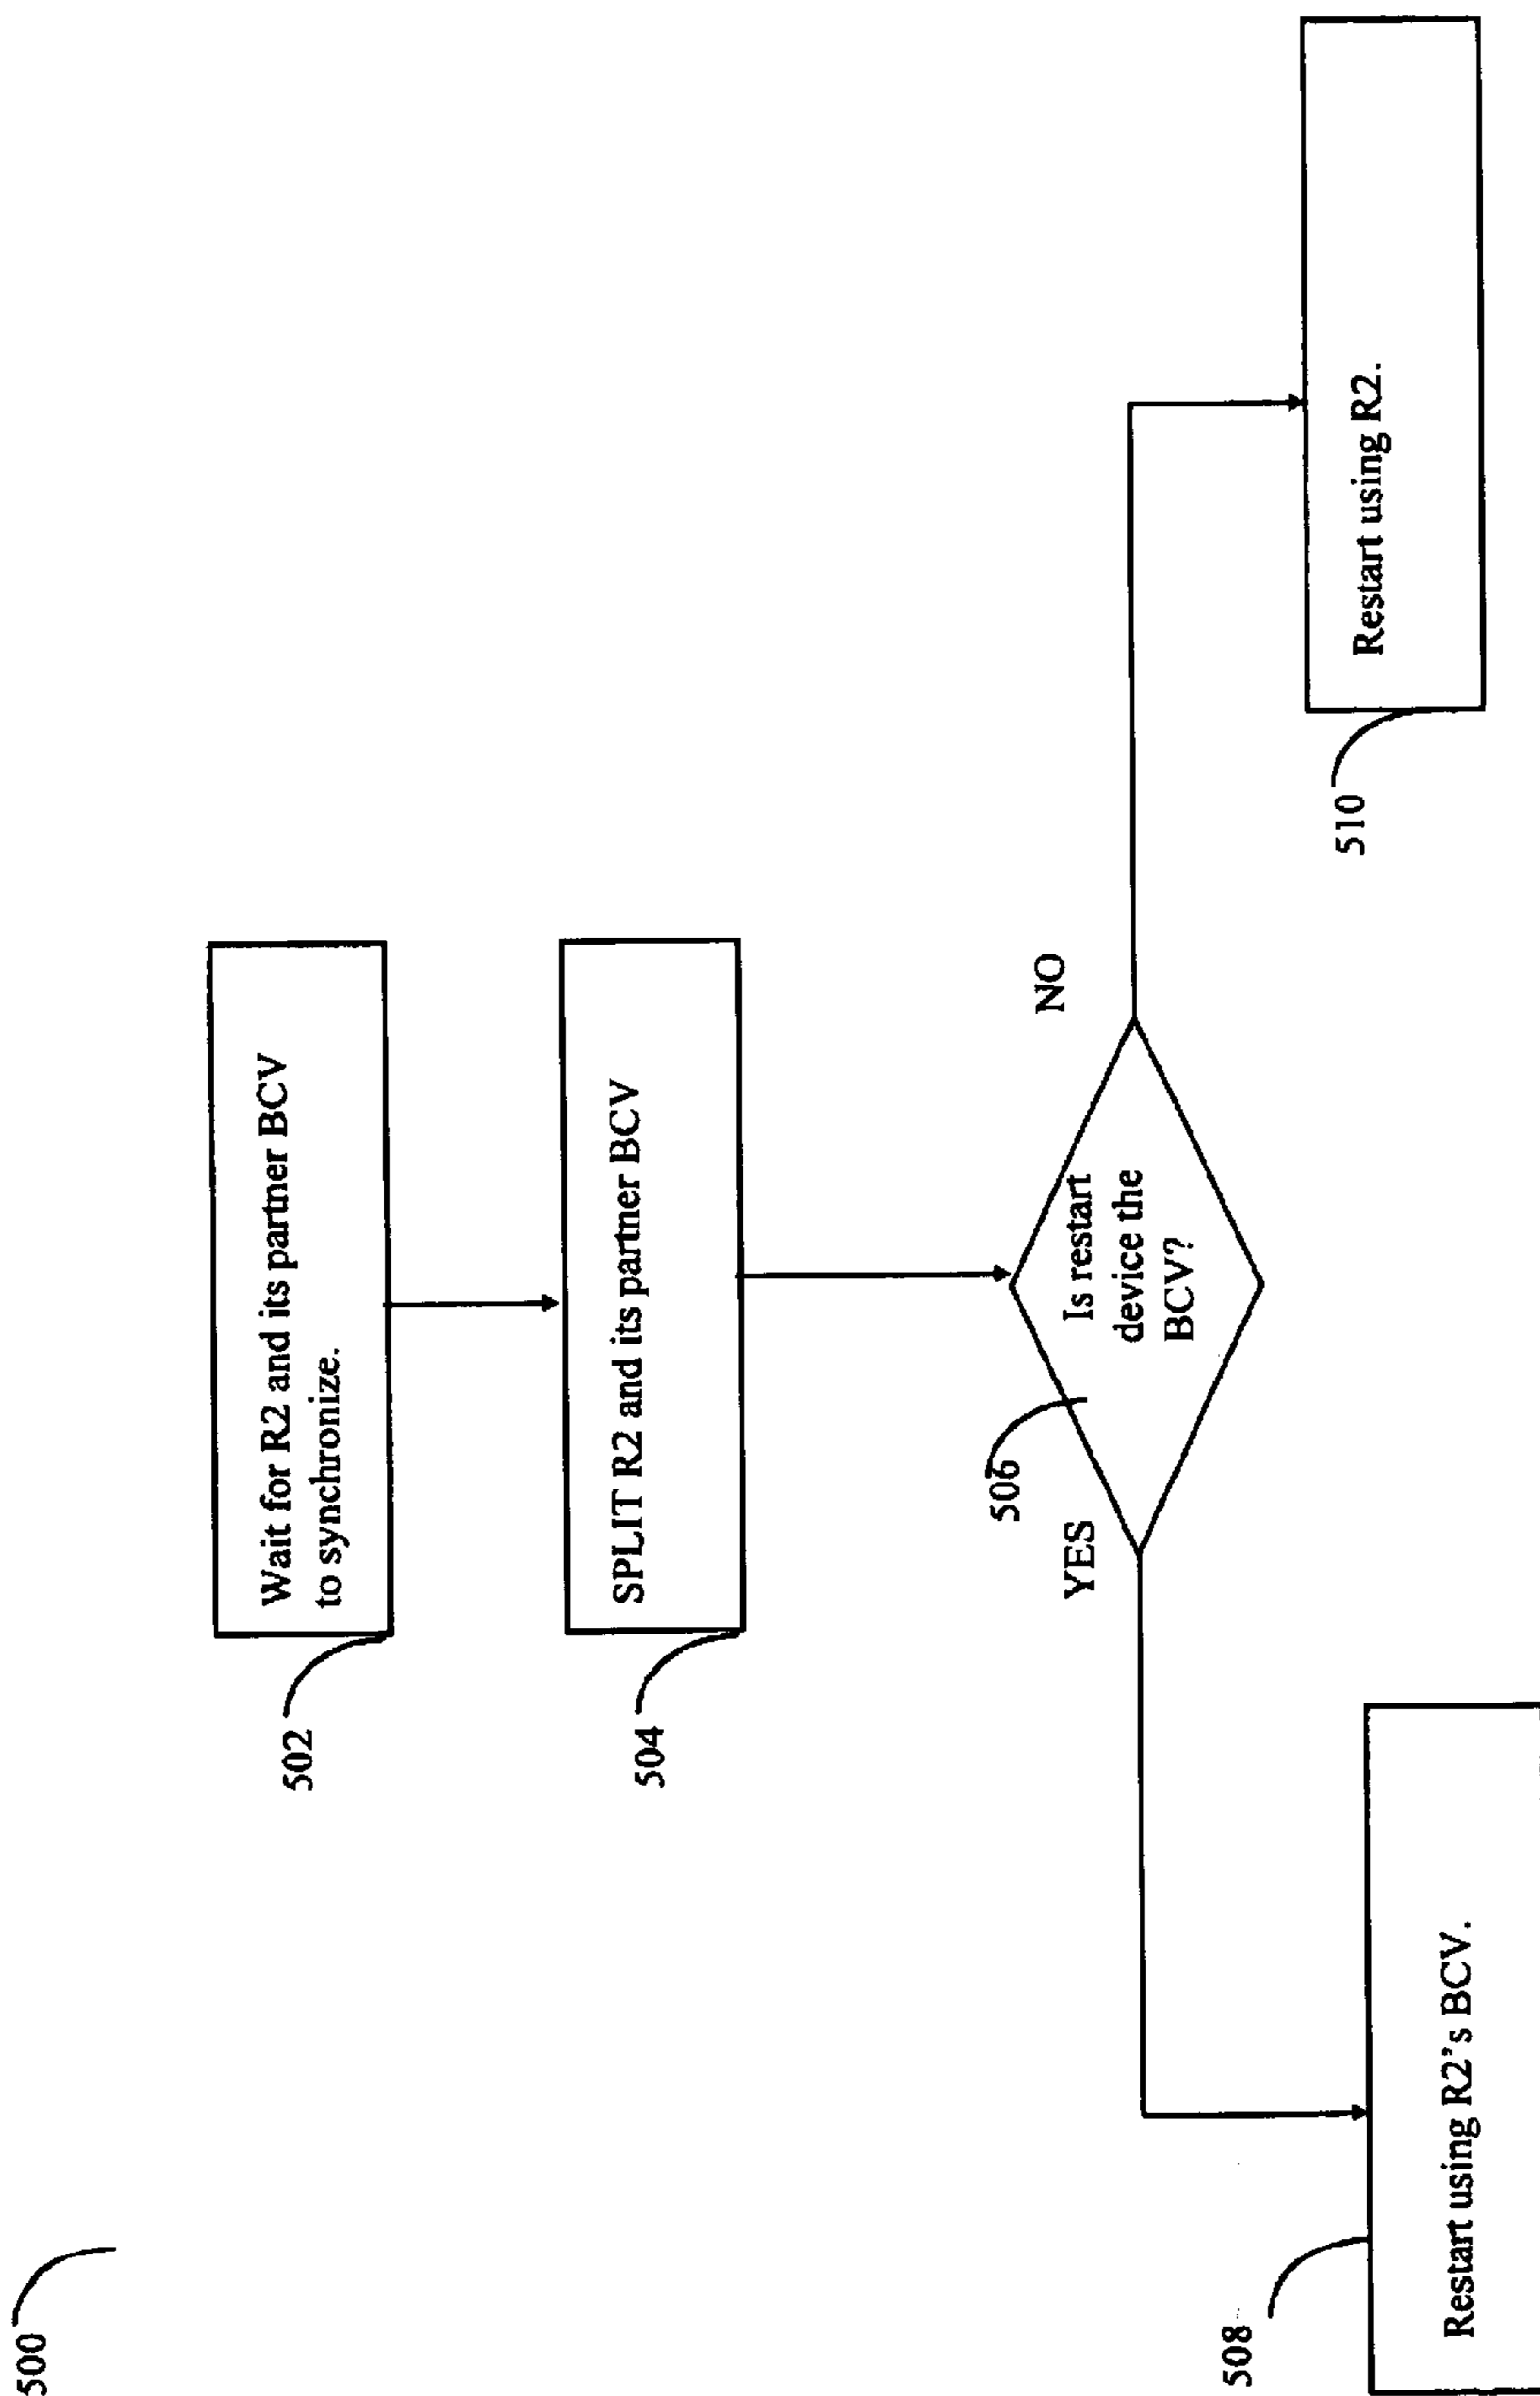 500
502
Wait for R2 and its partner BCV
to synchronize.
504
SPLIT R2 and its partner BCV
506
YES
Is restart
device the
BCV?
NO
508
Restart using R2's BCV.
510
Restart using R2.